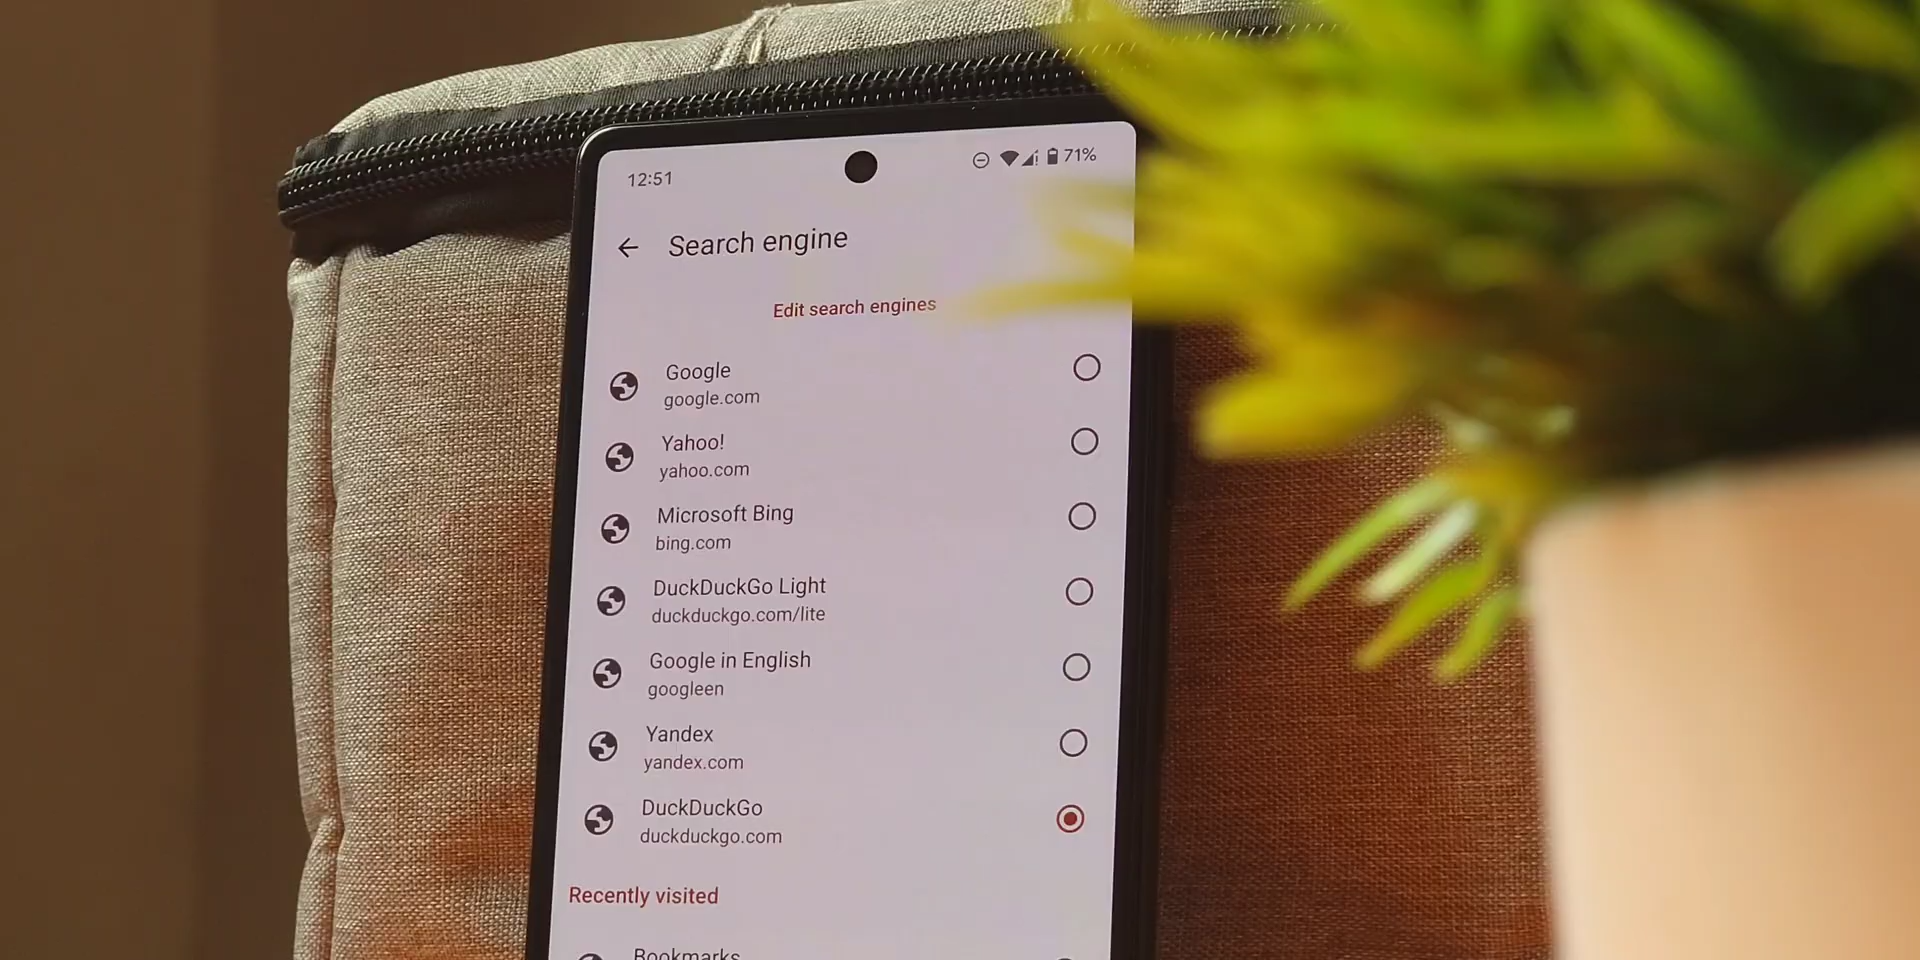 12:51
71%
Search engine
Edit search engines
Google
google.com
Yahoo!
yahoo.com
Microsoft Bing
bing.com
DuckDuckGo Light
duckduckgo.com/lite
Google in English
googleen
Yandex
yandex.com
DuckDuckGo
duckduckgo.com
Recently visited
Bookmarks